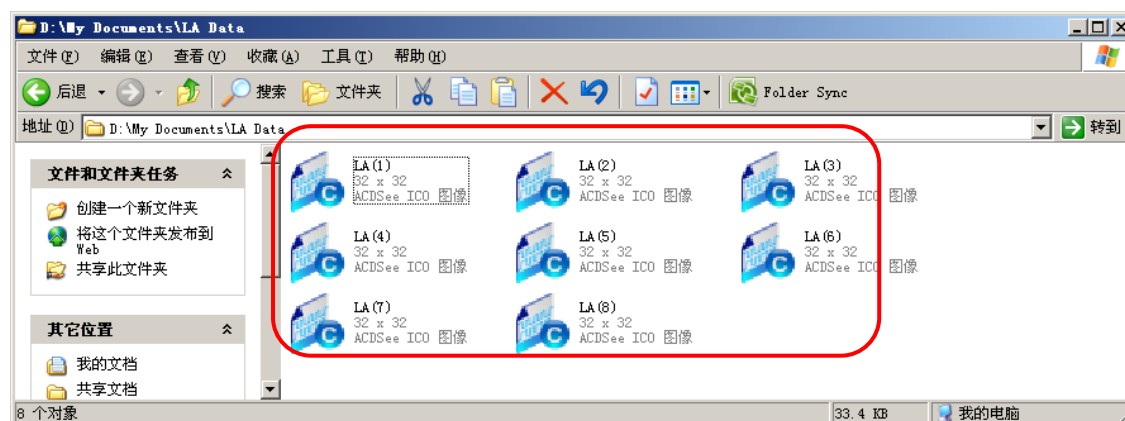 D:\My Documents\LA Data
文件(F) 编辑(E) 查看(V) 收藏(A) 工具(T) 帮助(H)
后退 搜索 文件夹 Folder Sync
地址(D) D:\My Documents\LA Data 转到
文件和文件夹任务
创建一个新文件夹
将这个文件夹发布到
Web
共享此文件夹
其它位置
我的文档
共享文档
LA(1)
32 x 32
ACDSee ICO 图像
LA(2)
32 x 32
ACDSee ICO 图像
LA(3)
32 x 32
ACDSee ICO 图像
LA(4)
32 x 32
ACDSee ICO 图像
LA(5)
32 x 32
ACDSee ICO 图像
LA(6)
32 x 32
ACDSee ICO 图像
LA(7)
32 x 32
ACDSee ICO 图像
LA(8)
32 x 32
ACDSee ICO 图像
8 个对象 33.4 KB 我的电脑